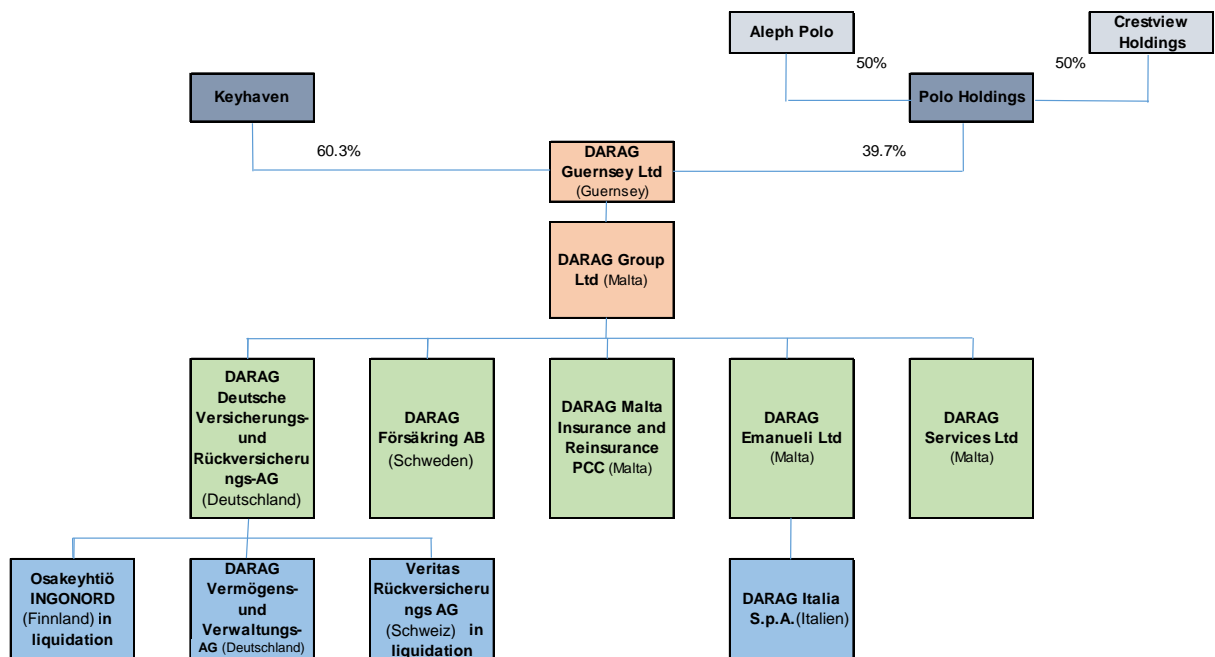 Aleph Polo
Crestview
Holdings
50%
50%
Keyhaven
Polo Holdings
60.3%
39.7%
DARAG
Guernsey Ltd
(Guernsey)
DARAG Group
Ltd (Malta)
DARAG
Deutsche
Versicherungs-
und
Rückversicheru
ngs-AG
(Deutschland)
DARAG
Försäkring AB
(Schweden)
DARAG Malta
Insurance and
Reinsurance
PCC (Malta)
DARAG
Emanueli Ltd
(Malta)
DARAG
Services Ltd
(Malta)
Osakeyhtiö
INGONORD
(Finnland) in
liquidation
DARAG
Vermögens-
und
Verwaltungs-
AG (Deutschland)
Veritas
Rückversicheru
ngs AG
(Schweiz) in
liquidation
DARAG Italia
S.p.A.(Italien)